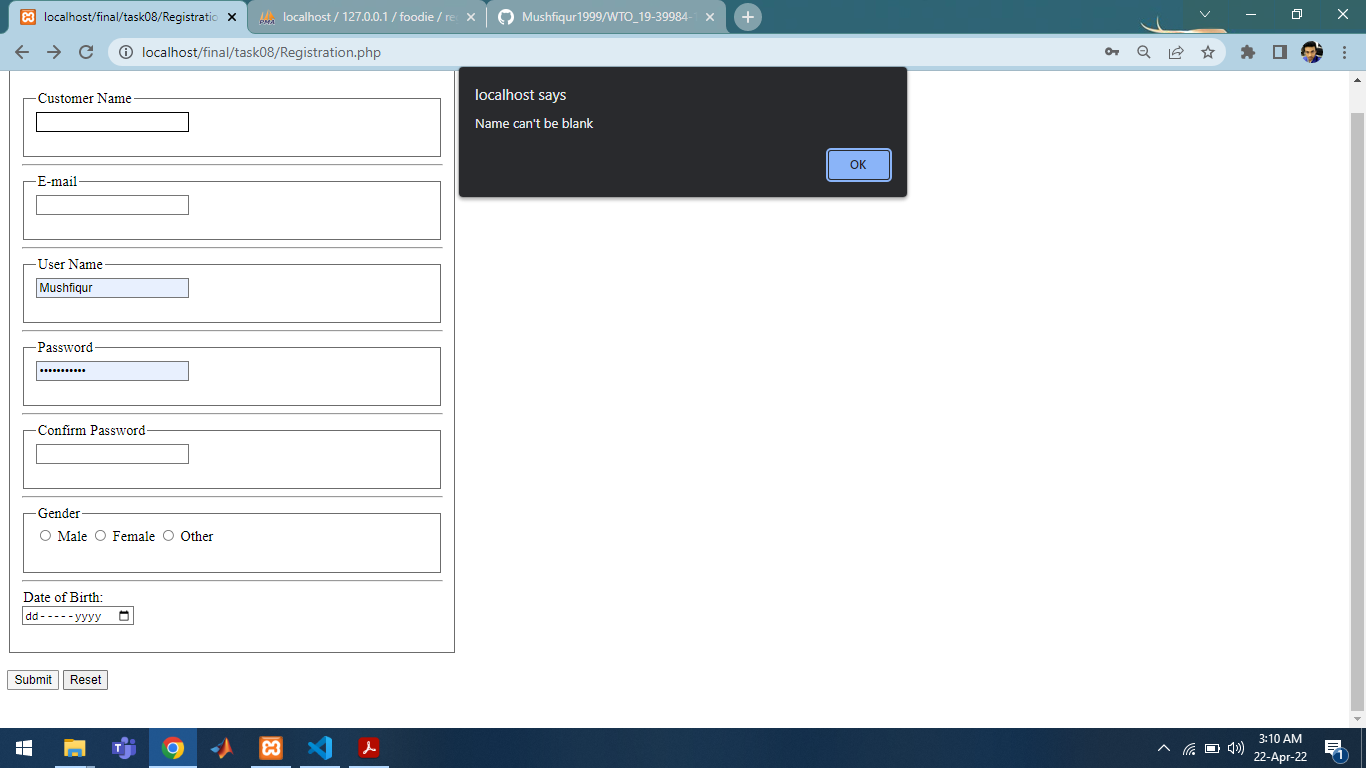 localhost/final/task08/Registratio
localhost / 127.0.0.1 / foodie / re
Mushfiqur1999/WTO_19-39984-1
localhost/final/task08/Registration.php
localhost says
Name can't be blank
OK
Customer Name
E-mail
User Name
Mushfiqur
Password
•••••••••••
Confirm Password
Gender
Male Female Other
Date of Birth:
dd-----yyyy
Submit Reset
3:10 AM
22-Apr-22
1